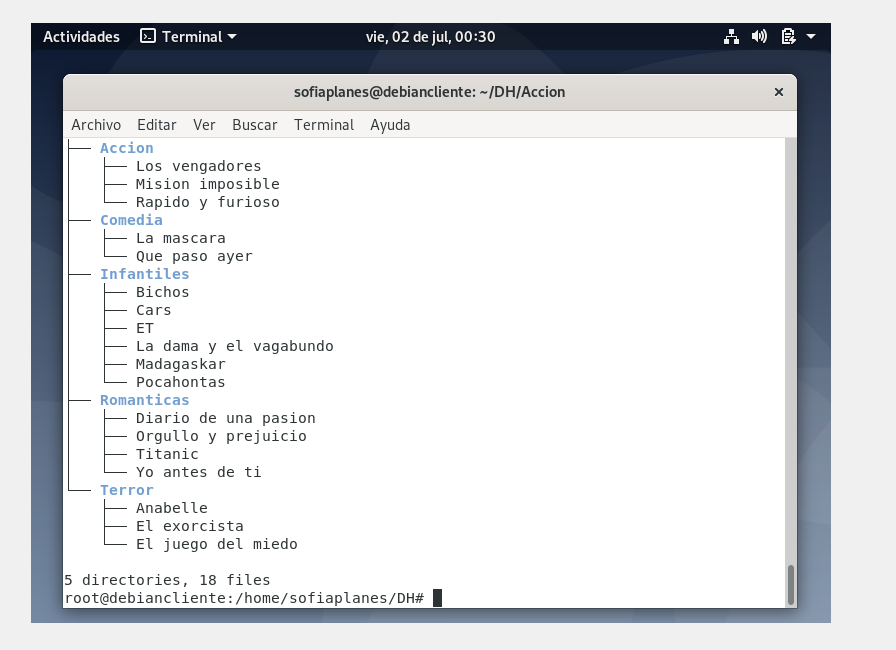 Actividades Terminal vie, 02 de jul, 00:30
sofiaplanes@debiancliente: ~/DH/Accion ×
Archivo Editar Ver Buscar Terminal Ayuda
├── Accion
│   ├── Los vengadores
│   ├── Mision imposible
│   └── Rapido y furioso
├── Comedia
│   ├── La mascara
│   └── Que paso ayer
├── Infantiles
│   ├── Bichos
│   ├── Cars
│   ├── ET
│   ├── La dama y el vagabundo
│   ├── Madagaskar
│   └── Pocahontas
├── Romanticas
│   ├── Diario de una pasion
│   ├── Orgullo y prejuicio
│   ├── Titanic
│   └── Yo antes de ti
└── Terror
    ├── Anabelle
    ├── El exorcista
    └── El juego del miedo
5 directories, 18 files
root@debiancliente:/home/sofiaplanes/DH#